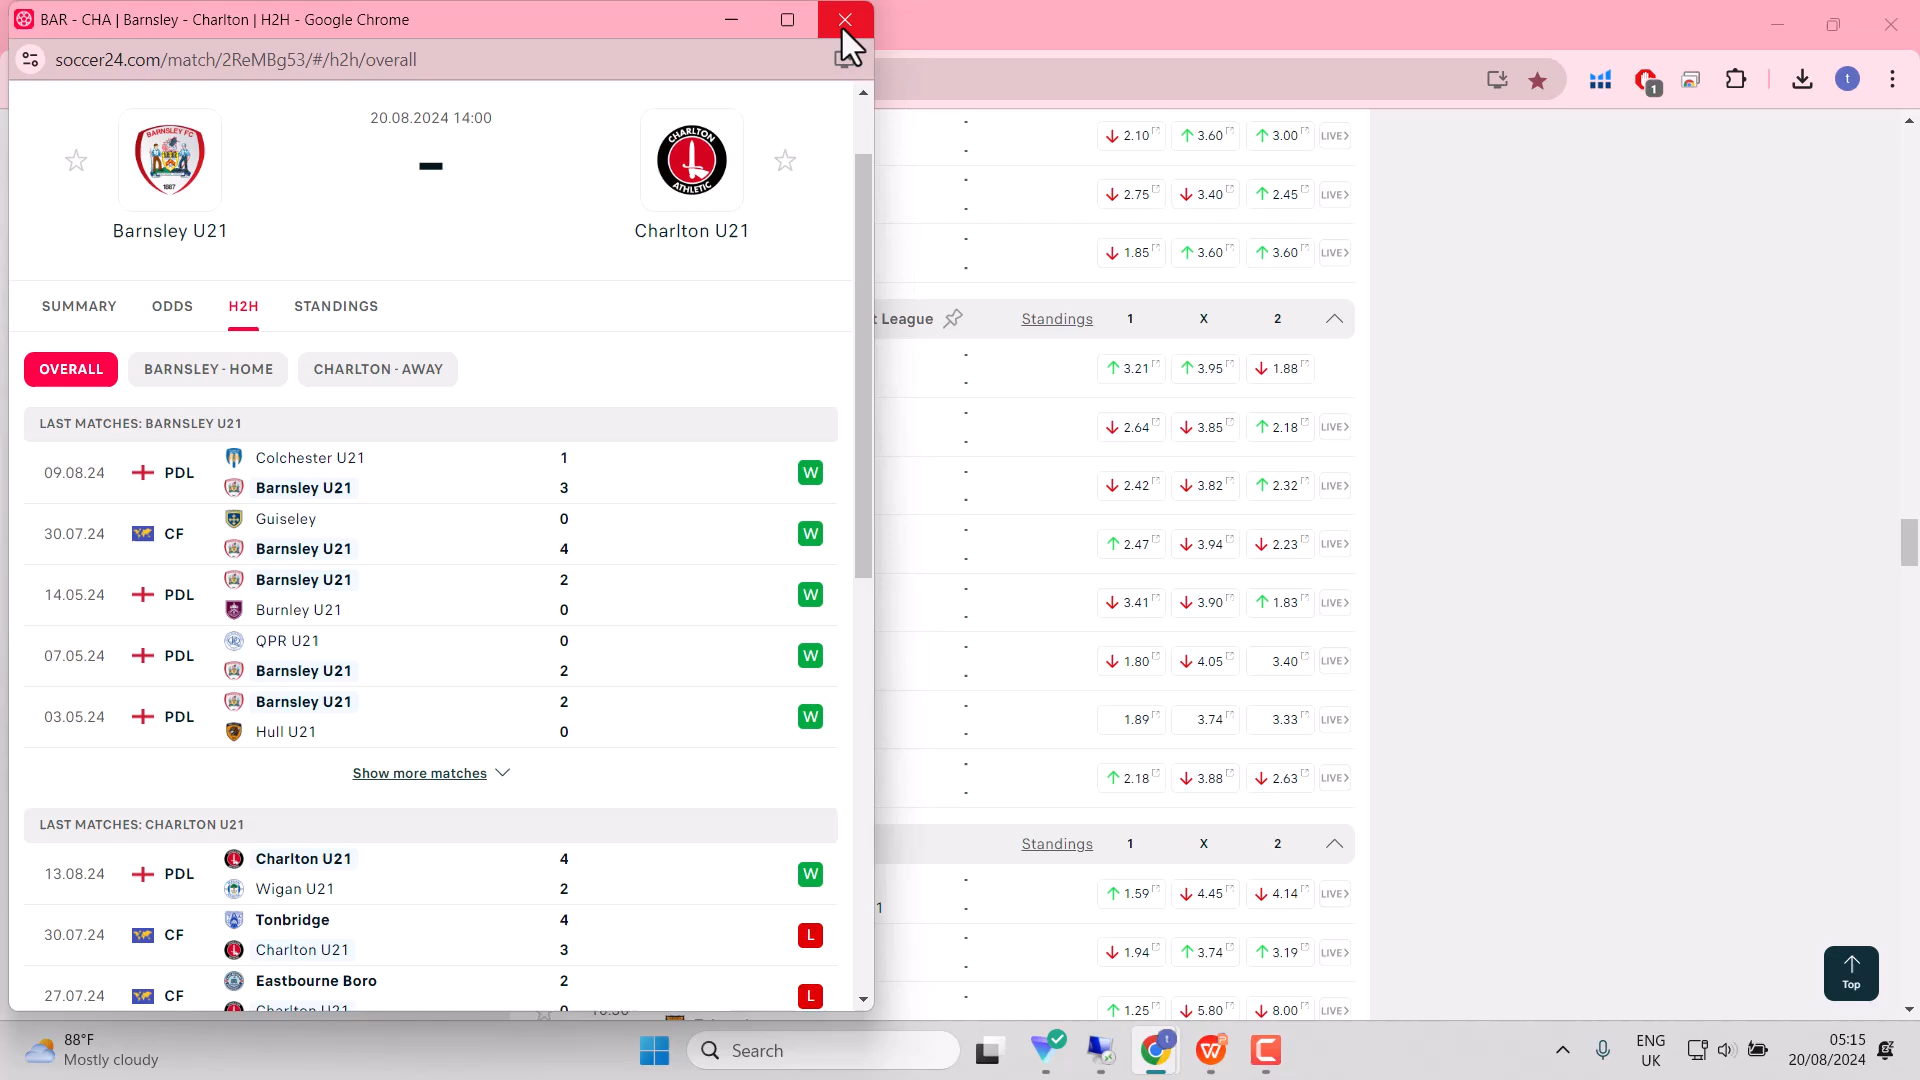 BAR - CHA | Barnsley - Charlton | H2H - Google Chrome
soccer24.com/match/2ReMBg53/#/h2h/overall
20.08.2024 14:00
Barnsley U21
Charlton U21
SUMMARY ODDS H2H STANDINGS
OVERALL BARNSLEY - HOME CHARLTON - AWAY
LAST MATCHES: BARNSLEY U21
09.08.24 PDL Colchester U21 1
Barnsley U21 3
W
30.07.24 CF Guiseley 0
Barnsley U21 4
W
14.05.24 PDL Barnsley U21 2
Burnley U21 0
W
07.05.24 PDL QPR U21 0
Barnsley U21 2
W
03.05.24 PDL Barnsley U21 2
Hull U21 0
W
Show more matches
LAST MATCHES: CHARLTON U21
13.08.24 PDL Charlton U21 4
Wigan U21 2
W
30.07.24 CF Tonbridge 4
Charlton U21 3
L
27.07.24 CF Eastbourne Boro 2
Charlton U21 0
L
1
t
- 2.10 3.60 3.00 LIVE>
-
- 2.75 3.40 2.45 LIVE>
-
- 1.85 3.60 3.60 LIVE>
-
t League Standings 1 X 2
- 3.21 3.95 1.88
-
- 2.64 3.85 2.18 LIVE>
-
- 2.42 3.82 2.32 LIVE>
-
- 2.47 3.94 2.23 LIVE>
-
- 3.41 3.90 1.83 LIVE>
-
- 1.80 4.05 3.40 LIVE>
-
- 1.89 3.74 3.33 LIVE>
-
- 2.18 3.88 2.63 LIVE>
-
Standings 1 X 2
- 1.59 4.45 4.14 LIVE>
1 -
- 1.94 3.74 3.19 LIVE>
-
- 1.25 5.80 8.00 LIVE>
Top
88°F
Mostly cloudy
Search
t
ENG
UK
05:15
20/08/2024